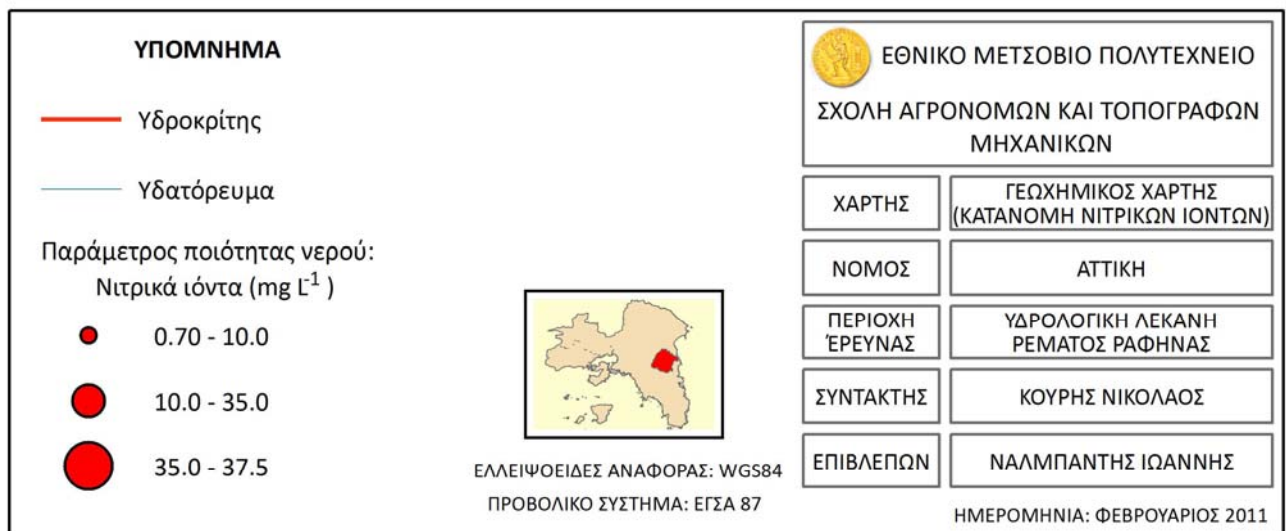 ΥΠΟΜΝΗΜΑ
Υδροκρίτης
Υδατόρευμα
Παράμετρος ποιότητας νερού:
Νιτρικά ιόντα (mg L⁻¹ )
0.70 - 10.0
10.0 - 35.0
35.0 - 37.5
ΕΛΛΕΙΨΟΕΙΔΕΣ ΑΝΑΦΟΡΑΣ: WGS84
ΠΡΟΒΟΛΙΚΟ ΣΥΣΤΗΜΑ: ΕΓΣΑ 87
ΕΘΝΙΚΟ ΜΕΤΣΟΒΙΟ ΠΟΛΥΤΕΧΝΕΙΟ
ΣΧΟΛΗ ΑΓΡΟΝΟΜΩΝ ΚΑΙ ΤΟΠΟΓΡΑΦΩΝ
ΜΗΧΑΝΙΚΩΝ
ΧΑΡΤΗΣ
ΓΕΩΧΗΜΙΚΟΣ ΧΑΡΤΗΣ
(ΚΑΤΑΝΟΜΗ ΝΙΤΡΙΚΩΝ ΙΟΝΤΩΝ)
ΝΟΜΟΣ
ΑΤΤΙΚΗ
ΠΕΡΙΟΧΗ
ΈΡΕΥΝΑΣ
ΥΔΡΟΛΟΓΙΚΗ ΛΕΚΑΝΗ
ΡΕΜΑΤΟΣ ΡΑΦΗΝΑΣ
ΣΥΝΤΑΚΤΗΣ
ΚΟΥΡΗΣ ΝΙΚΟΛΑΟΣ
ΕΠΙΒΛΕΠΩΝ
ΝΑΛΜΠΑΝΤΗΣ ΙΩΑΝΝΗΣ
ΗΜΕΡΟΜΗΝΙΑ: ΦΕΒΡΟΥΑΡΙΟΣ 2011